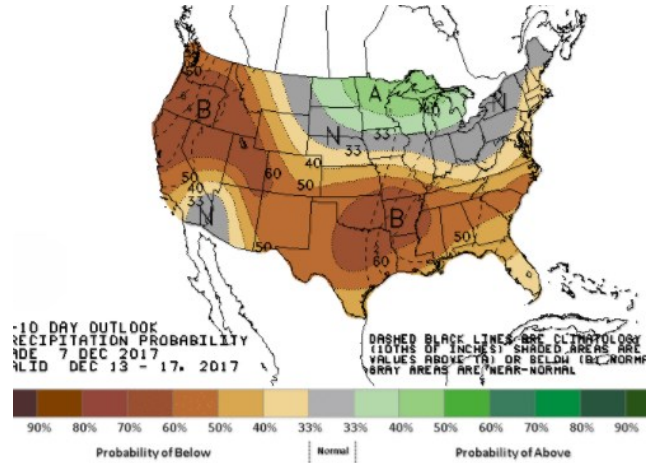 60
A
B
N
N
33
33
40
60
50
50
40
33
N
B
50
50
60
-10 DAY OUTLOOK
RECIPITATION PROBABILITY
ADE 7 DEC 2017
ALID DEC 13 - 17, 2017
DASHED BLACK LINES ARE CLIMATOLOGY
(10THS OF INCHES) SHADED AREAS ARE
VALUES ABOVE (A) OR BELOW (B) NORMA
GRAY AREAS ARE NEAR-NORMAL
90% 80% 70% 60% 50% 40% 33% 33% 40% 50% 60% 70% 80% 90%
Probability of Below Normal Probability of Above